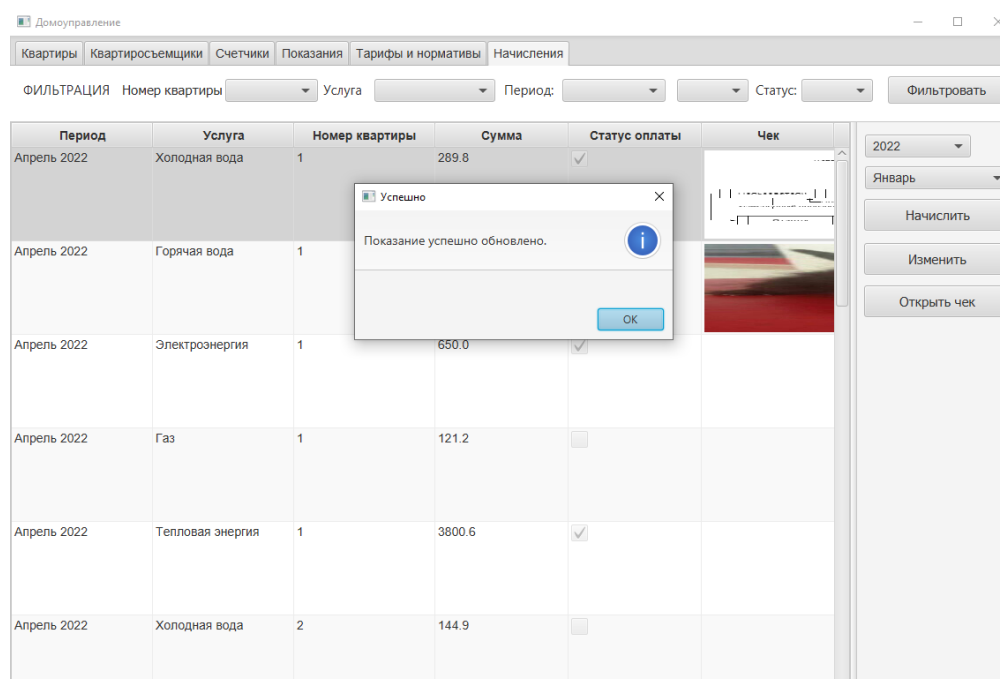 Домоуправление
Квартиры Квартиросъемщики Счетчики Показания Тарифы и нормативы Начисления
ФИЛЬТРАЦИЯ Номер квартиры Услуга Период: Статус: Фильтровать
Период Услуга Номер квартиры Сумма Статус оплаты Чек
2022
Апрель 2022 Холодная вода 1 289.8
Январь
Успешно
Начислить
Показание успешно обновлено.
Апрель 2022 Горячая вода 1
Изменить
Открыть чек
OK
Апрель 2022 Электроэнергия 1 650.0
Апрель 2022 Газ 1 121.2
Апрель 2022 Тепловая энергия 1 3800.6
Апрель 2022 Холодная вода 2 144.9